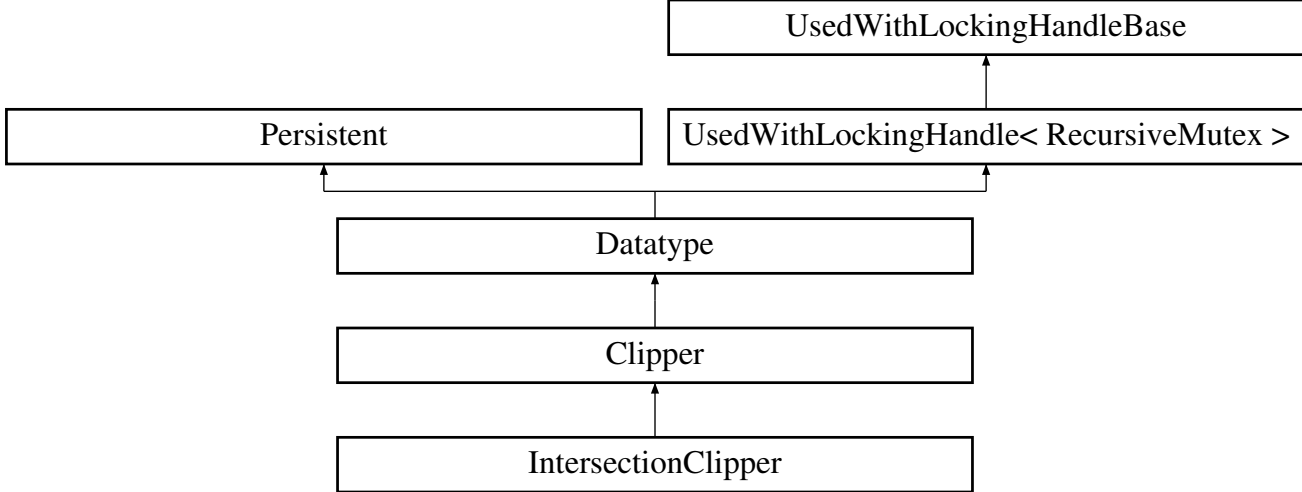 UsedWithLockingHandleBase
Persistent
UsedWithLockingHandle< RecursiveMutex >
Datatype
Clipper
IntersectionClipper